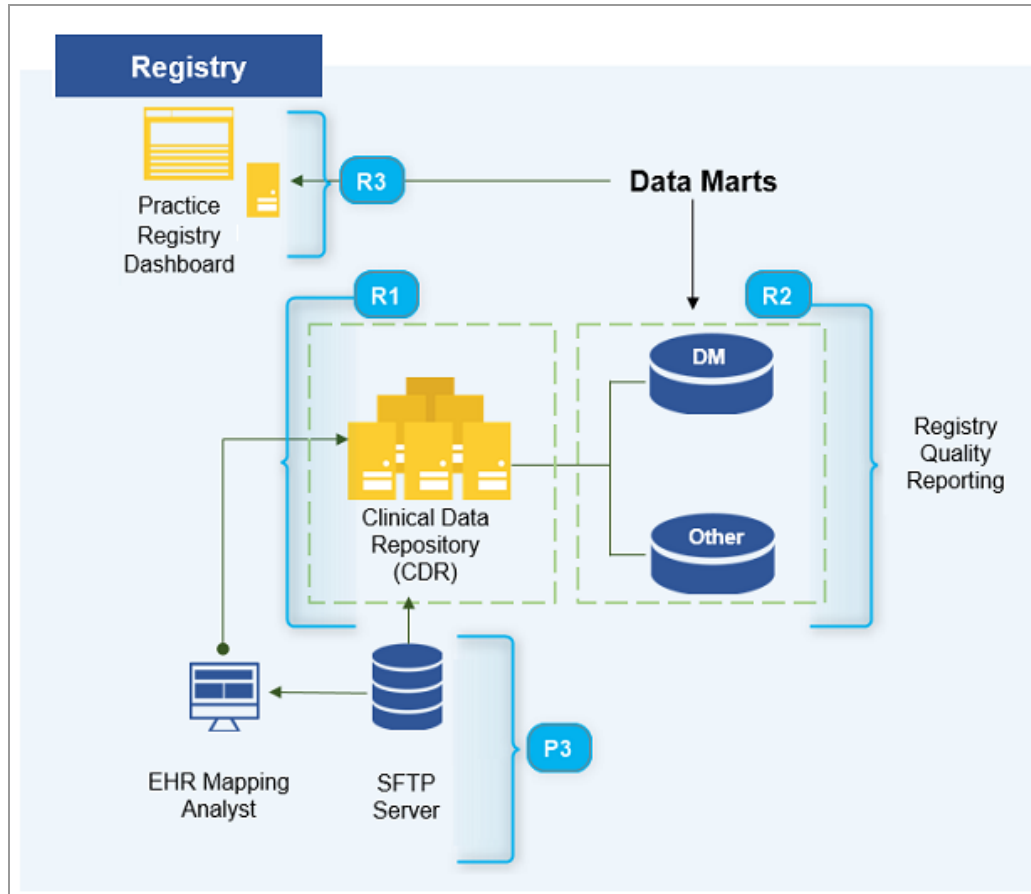 Registry
Practice
Registry
Dashboard
R3
Data Marts
R1
R2
DM
Other
Clinical Data
Repository
(CDR)
Registry
Quality
Reporting
EHR Mapping
Analyst
SFTP
Server
P3